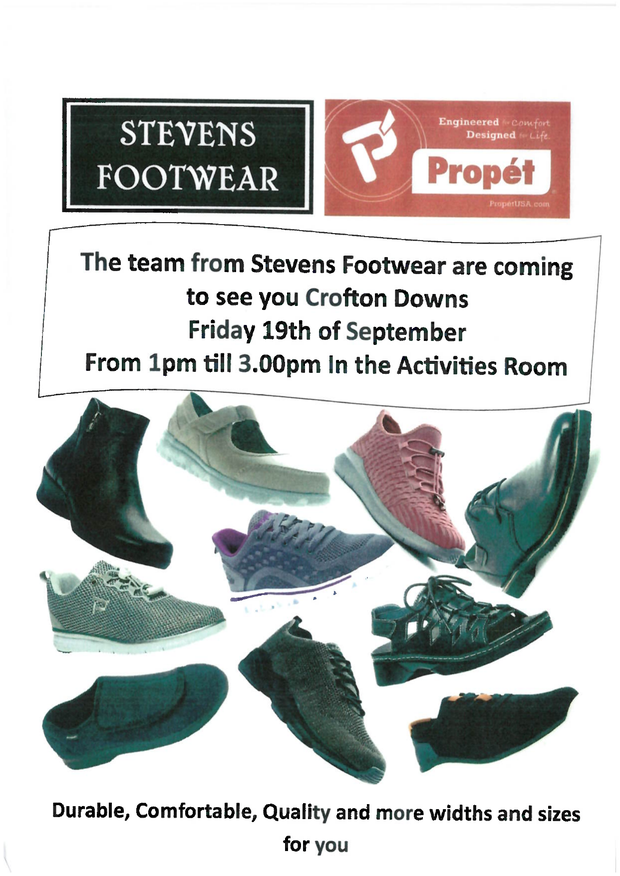 STEVENS
FOOTWEAR
Engineered for Comfort
Designed for Life.
Propét
PropétUSA.com
The team from Stevens Footwear are coming
to see you Crofton Downs
Friday 19th of September
From 1pm till 3.00pm In the Activities Room
Durable, Comfortable, Quality and more widths and sizes
for you